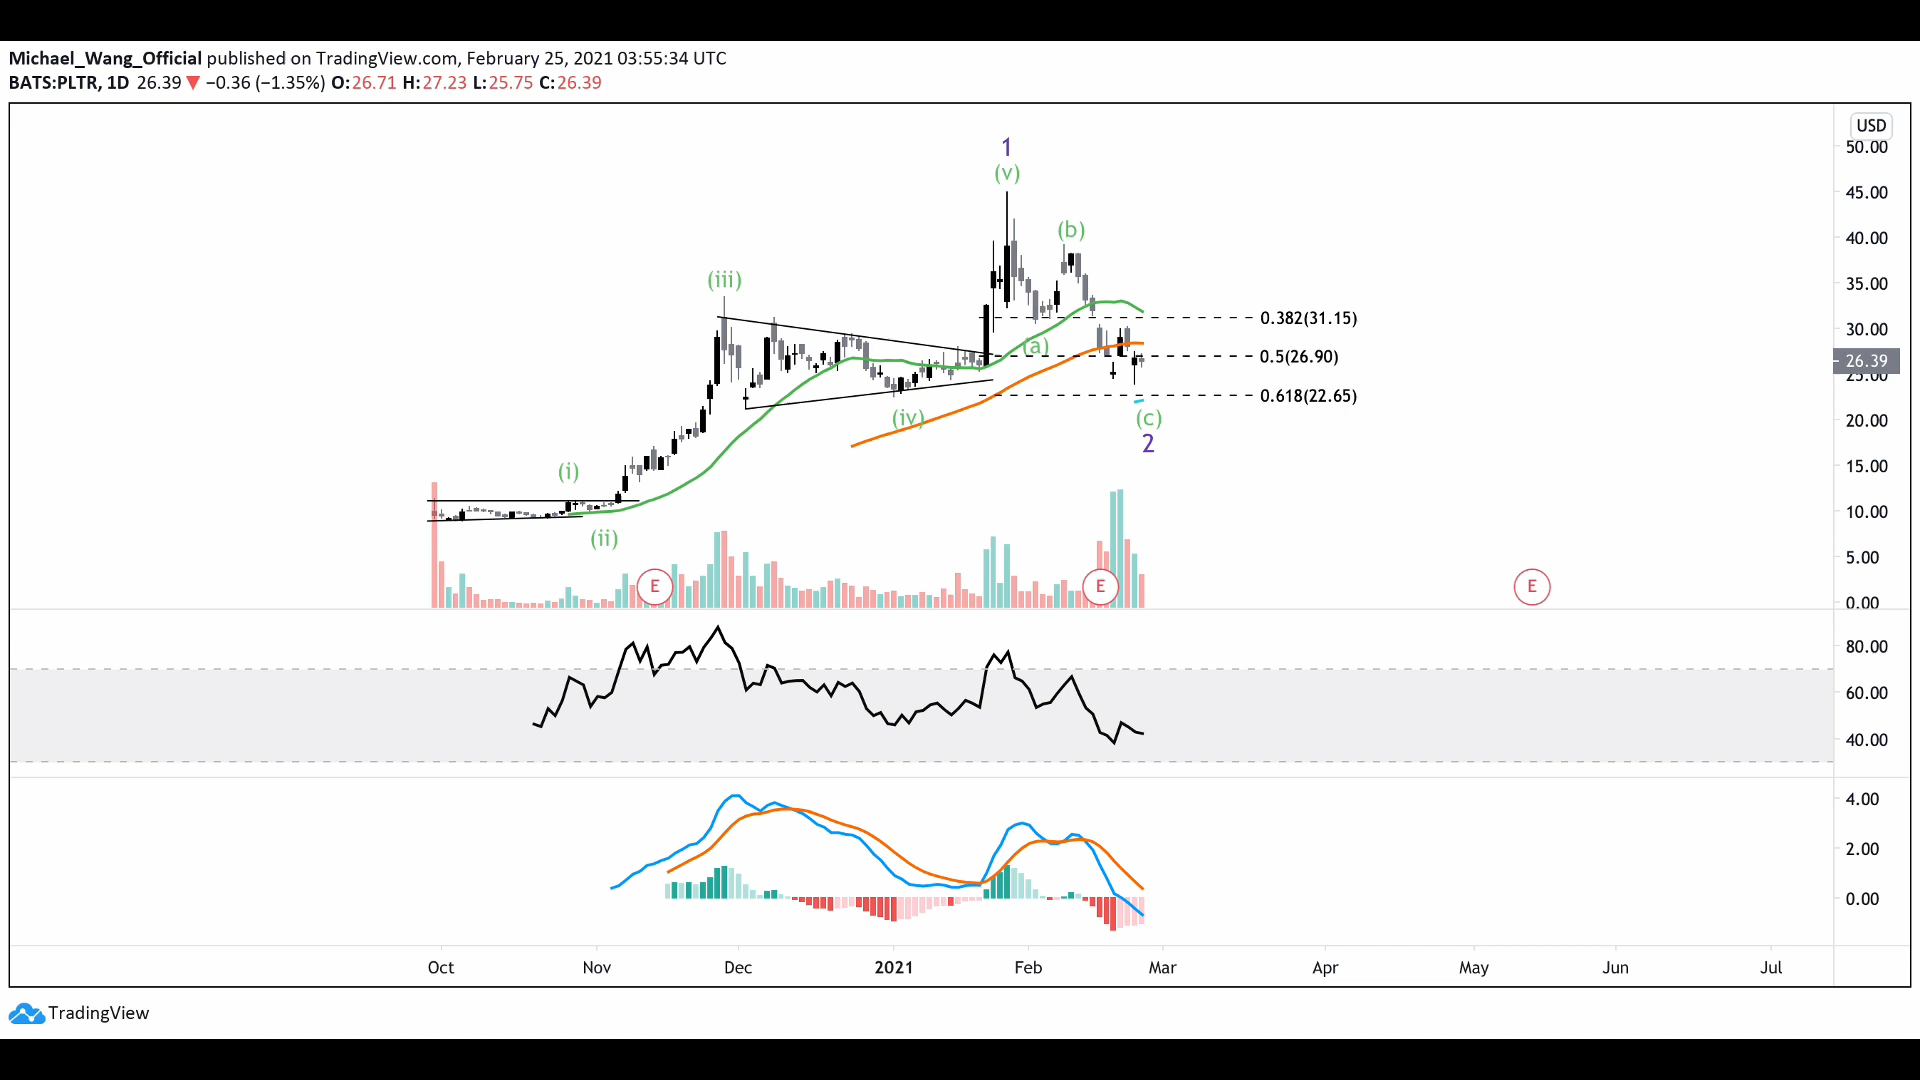 Michael_Wang_Official published on TradingView.com, February 25, 2021 03:55:34 UTC
BATS:PLTR, 1D 26.39 ▼ −0.36 (−1.35%) O:26.71 H:27.23 L:25.75 C:26.39
USD
50.00
1
(v)
45.00
(b)
40.00
(iii)
35.00
0.382(31.15)
30.00
(a)
0.5(26.90)
26.39
25.00
0.618(22.65)
(iv)
(c)
20.00
2
(i)
15.00
10.00
(ii)
5.00
E
E
E
0.00
80.00
60.00
40.00
4.00
2.00
0.00
Oct Nov Dec 2021 Feb Mar Apr May Jun Jul
TradingView